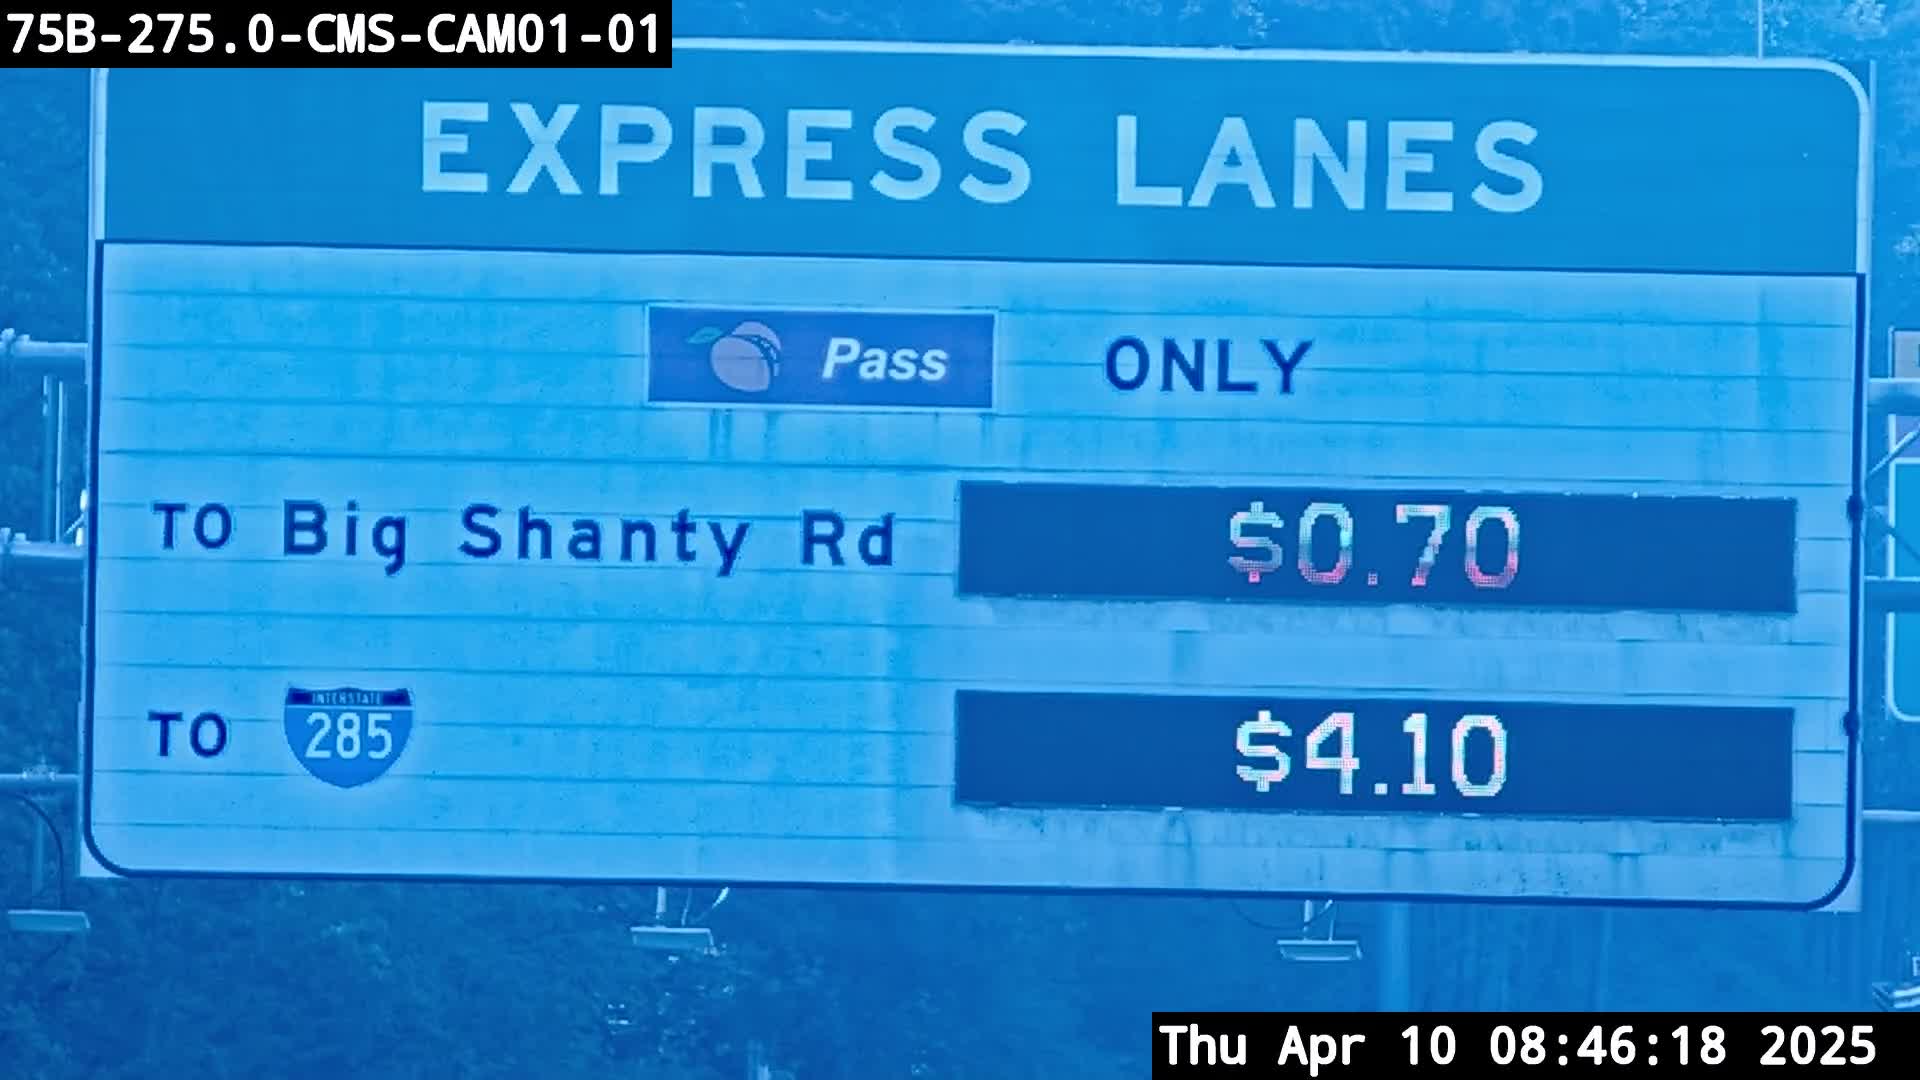 75B-275.0-CMS-CAM01-01
EXPRESS LANES
Pass ONLY
TO Big Shanty Rd $0.70
INTERSTATE
TO 285 $4.10
Thu Apr 10 08:46:18 2025